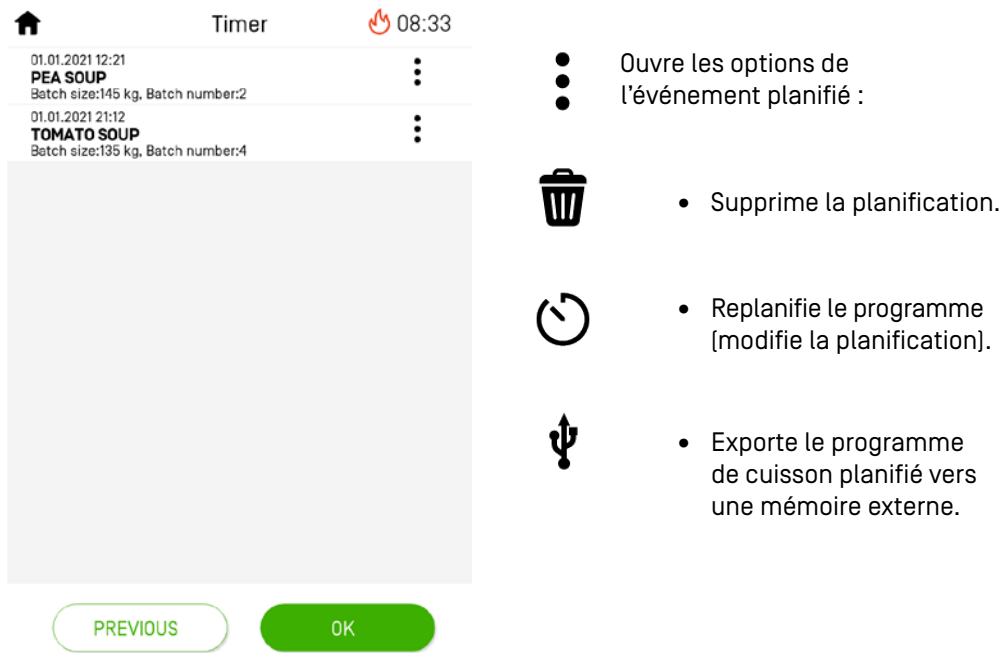 Timer
08:33
01.01.2021 12:21
PEA SOUP
Batch size:145 kg, Batch number:2
01.01.2021 21:12
TOMATO SOUP
Batch size:135 kg, Batch number:4
PREVIOUS
OK
Ouvre les options de
l'événement planifié :
• Supprime la planification.
• Replanifie le programme
(modifie la planification).
• Exporte le programme
de cuisson planifié vers
une mémoire externe.